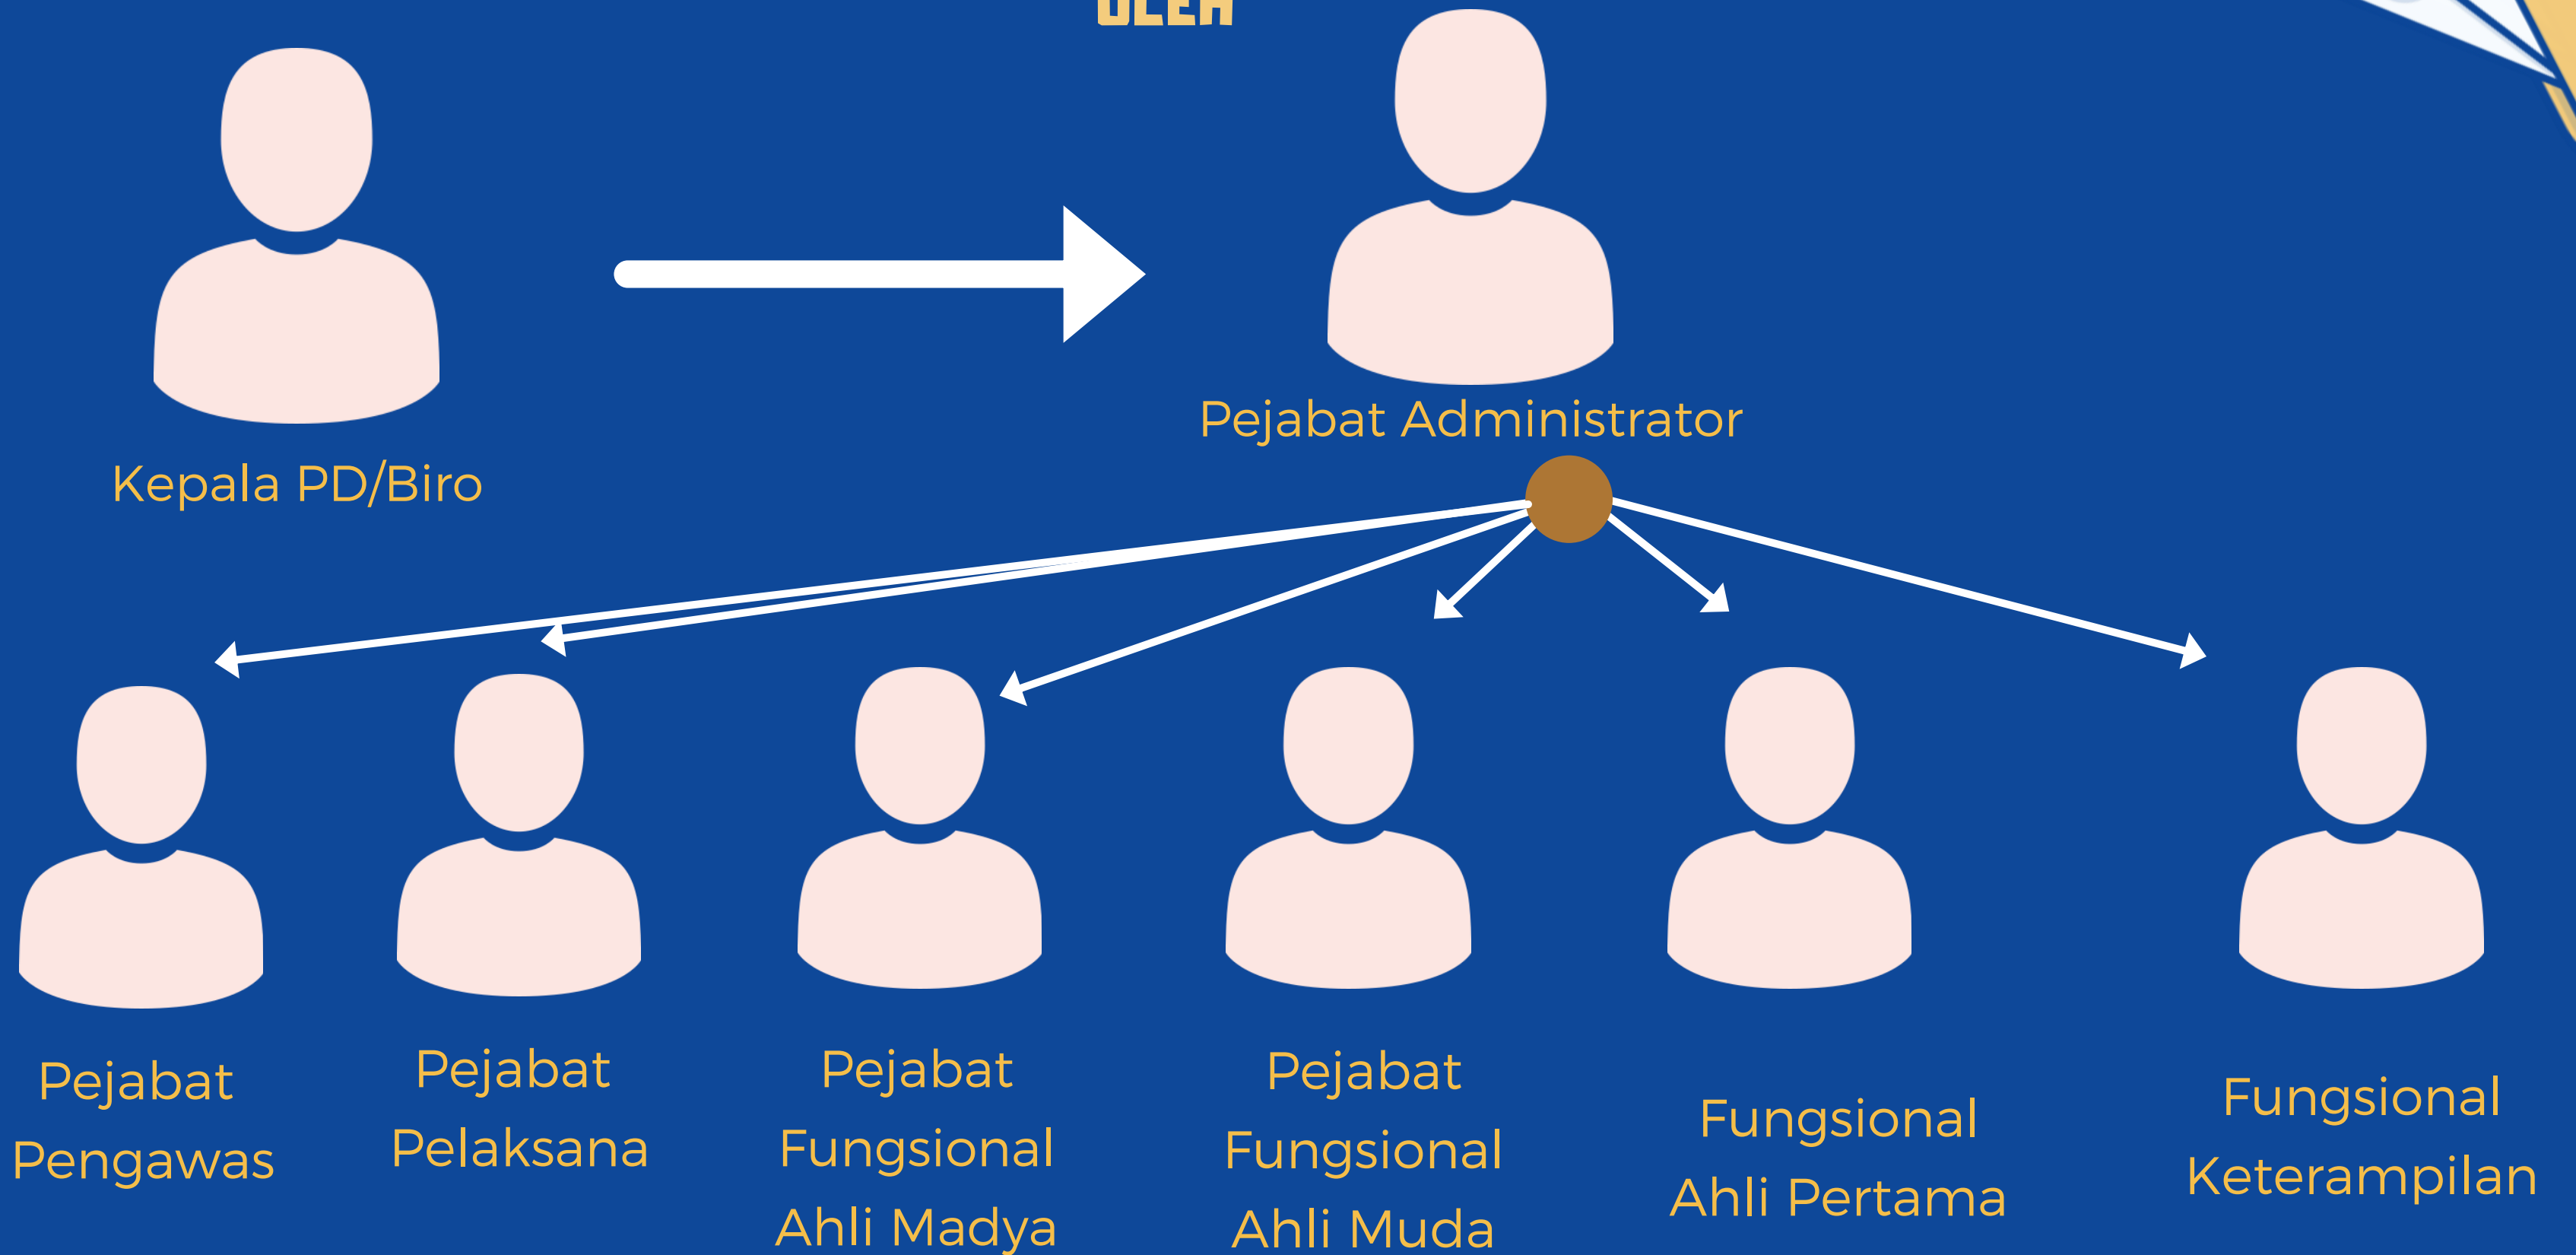 OLEH
Pejabat Administrator
Kepala PD/Biro
Pejabat
Pengawas
Pejabat
Pelaksana
Pejabat
Fungsional
Ahli Madya
Pejabat
Fungsional
Ahli Muda
Fungsional
Ahli Pertama
Fungsional
Keterampilan